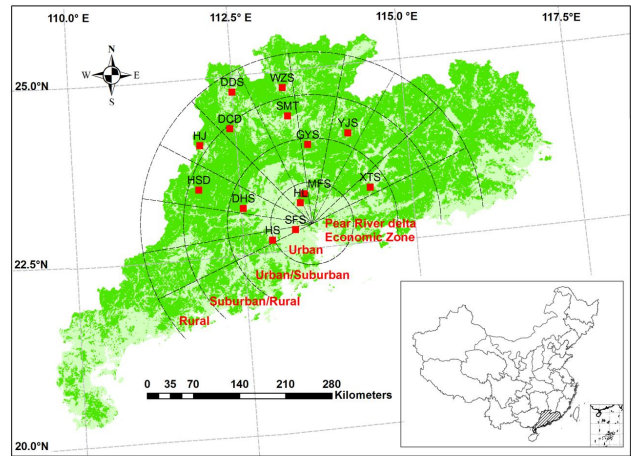 110.0°E
112.5°E
115.0°E
117.5°E
25.0°N
22.5°N
20.0°N
N
W E
S
DDS
WZS
SMT
DCD
GYS
YJS
HJ
HSD
XTS
MFS
HL
DHS
SFS
HS
Pear River delta
Economic Zone
Urban
Urban/Suburban
Suburban/Rural
Rural
0 35 70 140 210 280
Kilometers